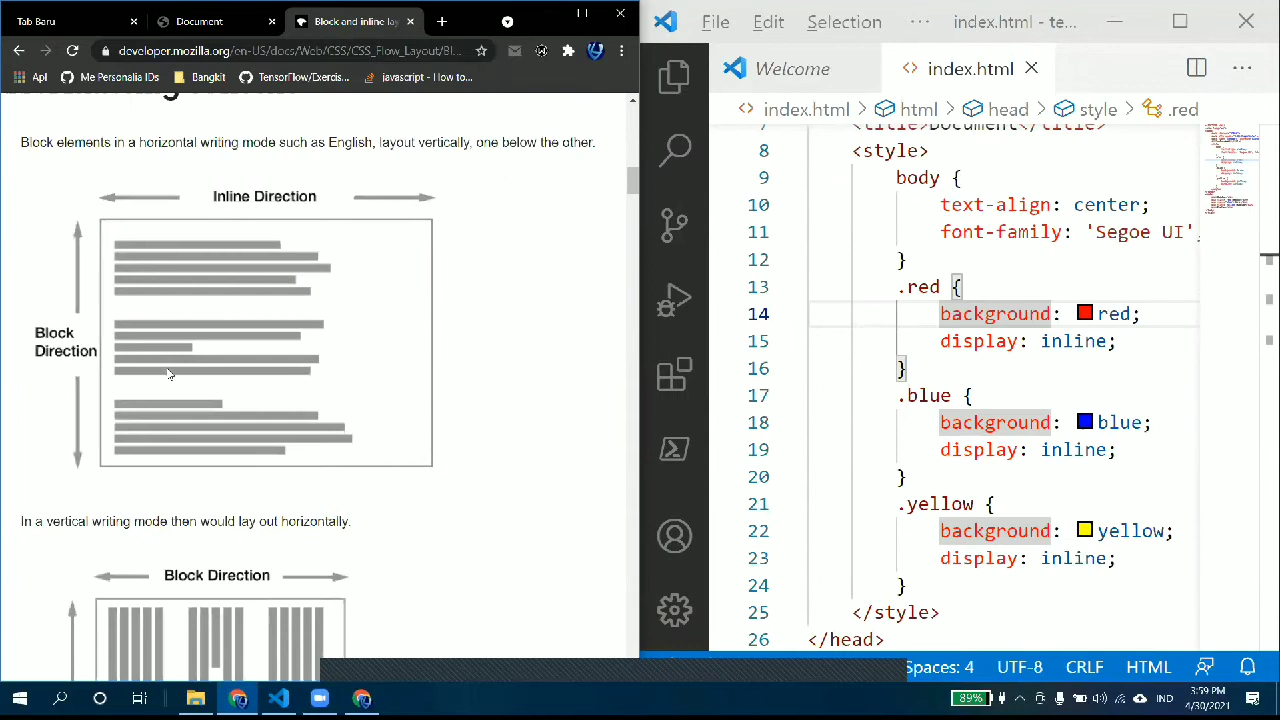 Tab Baru
Document
Block and inline lay
developer.mozilla.org/en-US/docs/Web/CSS/CSS_Flow_Layout/Bl...
Apl
Me Personalia IDs
Bangkit
TensorFlow/Exercis...
javascript - How to...
Block elements in a horizontal writing mode such as English, layout vertically, one below the other.
Inline Direction
Block
Direction
In a vertical writing mode then would lay out horizontally.
Block Direction
File Edit Selection ··· index.html - te...
Welcome
index.html
index.html > html > head > style > .red
7 <title>Document</title>
8 <style>
9 body {
10 text-align: center;
11 font-family: 'Segoe UI',
12 }
13 .red {
14 background: red;
15 display: inline;
16 }
17 .blue {
18 background: blue;
19 display: inline;
20 }
21 .yellow {
22 background: yellow;
23 display: inline;
24 }
25 </style>
26 </head>
Spaces: 4 UTF-8 CRLF HTML
89% IND
3:59 PM
4/30/2021